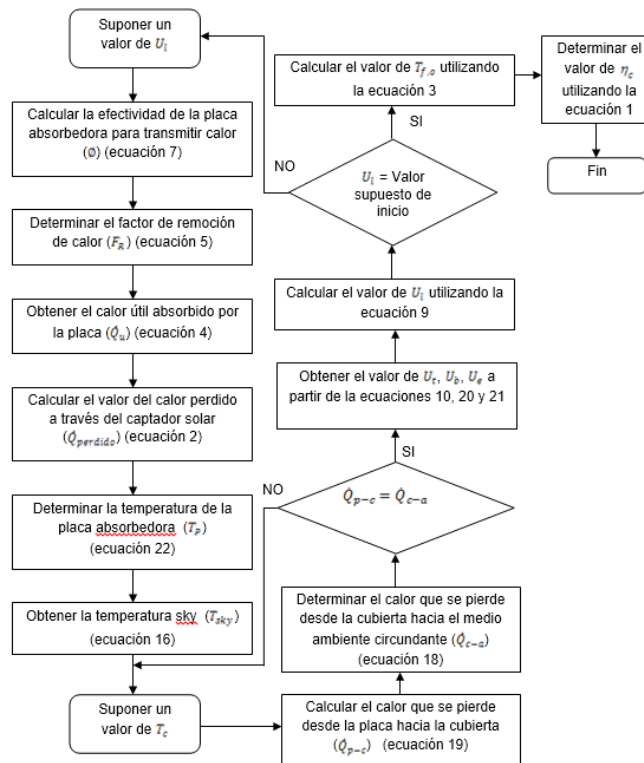 Suponer un
valor de U_l
Calcular la efectividad de la placa
absorbedora para transmitir calor
(∅) (ecuación 7)
Determinar el factor de remoción
de calor (F_R) (ecuación 5)
Obtener el calor útil absorbido por
la placa (Q̇_u) (ecuación 4)
Calcular el valor del calor perdido
a través del captador solar
(Q̇_perdido) (ecuación 2)
Determinar la temperatura de la
placa absorbedora (T_p)
(ecuación 22)
Obtener la temperatura sky (T_sky)
(ecuación 16)
Suponer un
valor de T_c
Calcular el calor que se pierde
desde la placa hacia la cubierta
(Q̇_p-c) (ecuación 19)
Determinar el calor que se pierde
desde la cubierta hacia el medio
ambiente circundante (Q̇_c-a)
(ecuación 18)
Q̇_p-c = Q̇_c-a
NO
SI
Obtener el valor de U_t, U_b, U_e a
partir de la ecuaciones 10, 20 y 21
Calcular el valor de U_l utilizando la
ecuación 9
U_l = Valor
supuesto de
inicio
NO
SI
Calcular el valor de T_f,o utilizando
la ecuación 3
Determinar el
valor de η_c
utilizando la
ecuación 1
Fin